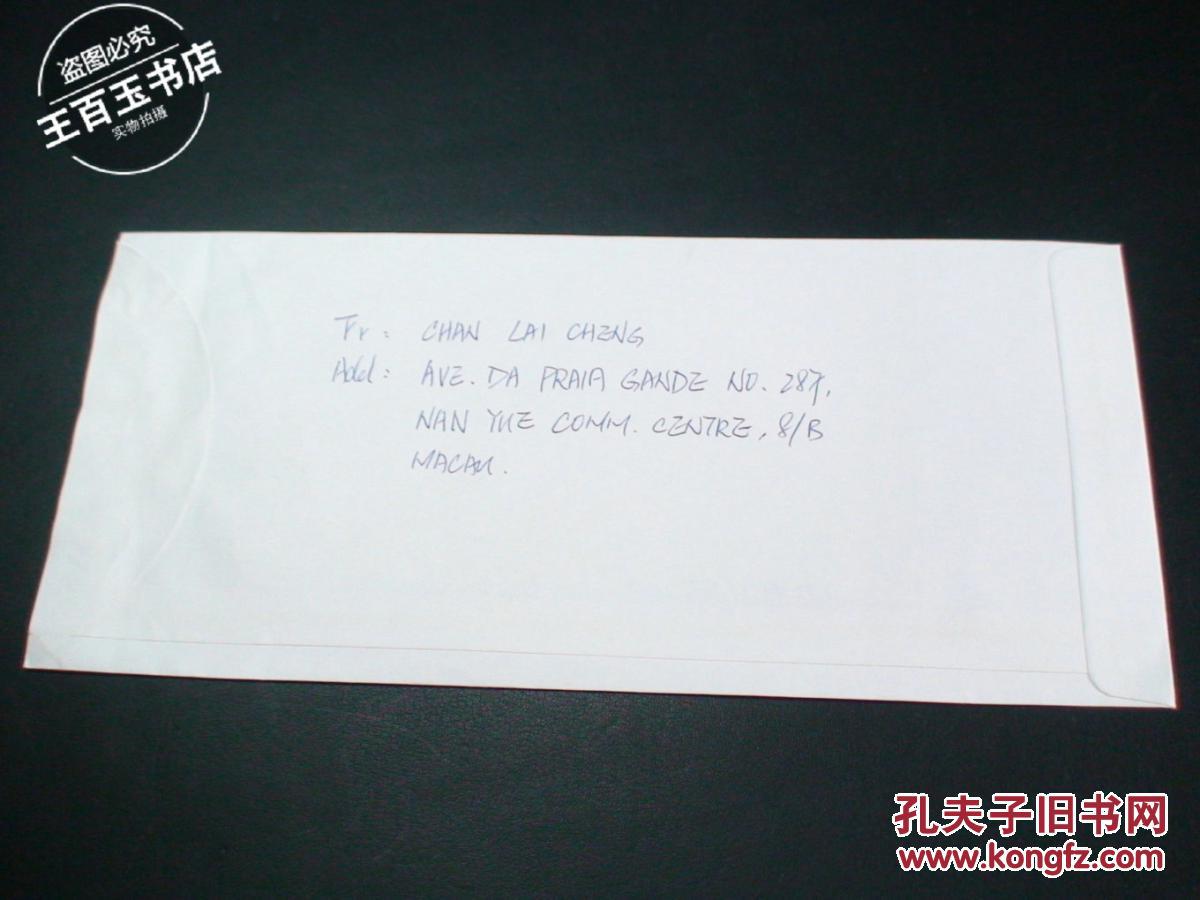 盗图必究
王百玉书店
实物拍摄
Fr: CHAN LAI CHENG
Add: AVE. DA PRAIA GANDE NO. 287,
NAN YUE COMM. CENTRE, 8/B
MACAU.
孔夫子旧书网
www.kongfz.com